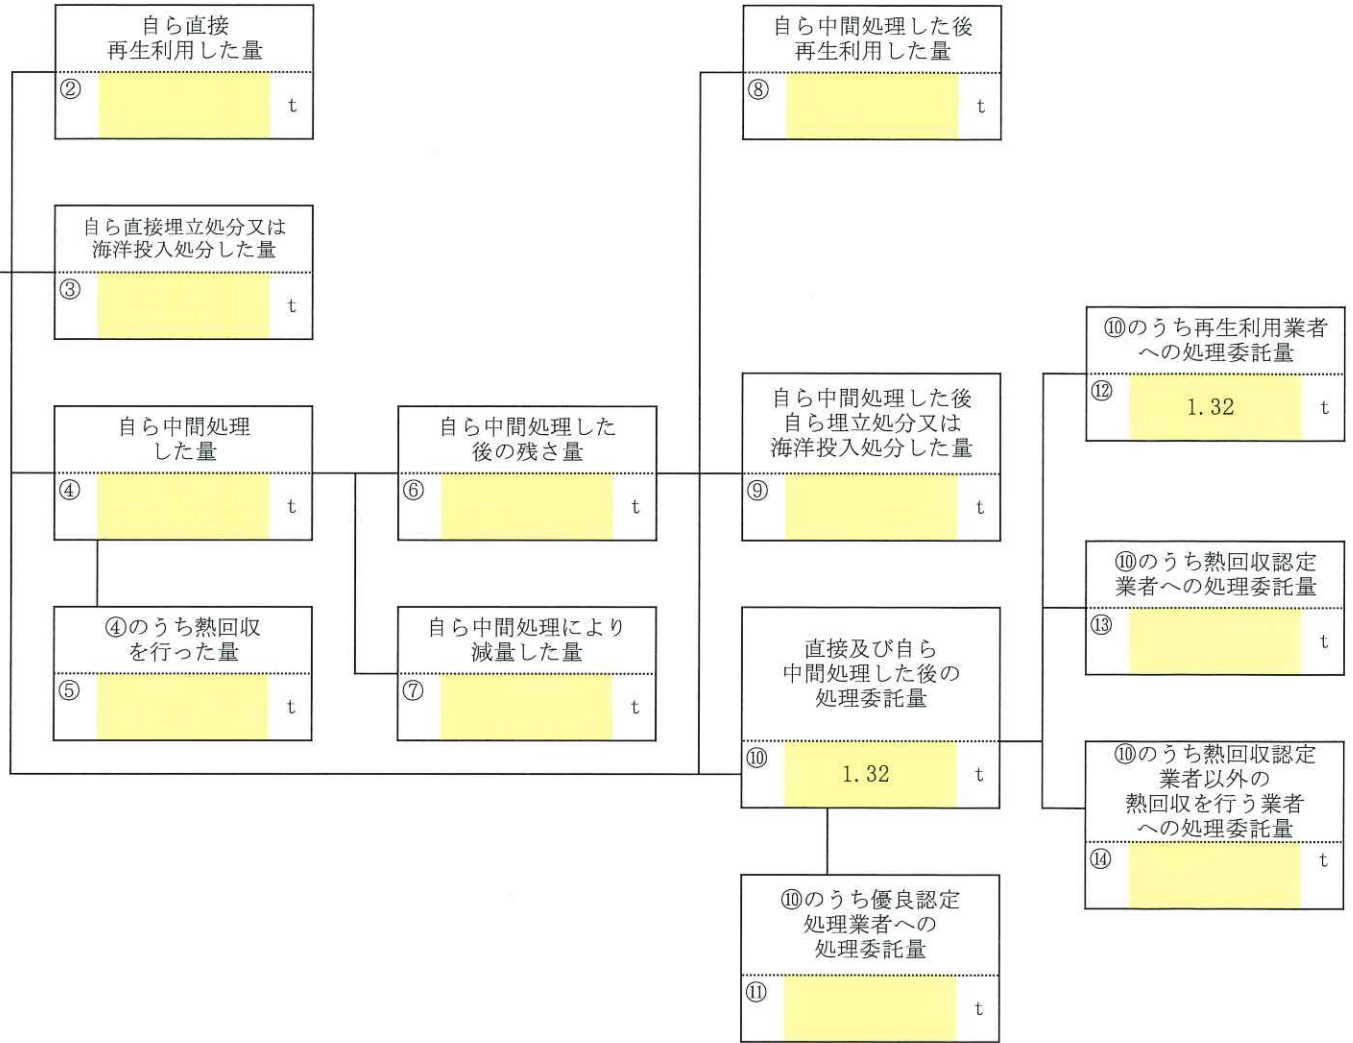 自ら直接
再生利用した量
②
t
自ら中間処理した後
再生利用した量
⑧
t
自ら直接埋立処分又は
海洋投入処分した量
③
t
⑩のうち再生利用業者
への処理委託量
⑫
1.32
t
自ら中間処理
した量
④
t
自ら中間処理した
後の残さ量
⑥
t
自ら中間処理した後
自ら埋立処分又は
海洋投入処分した量
⑨
t
⑩のうち熱回収認定
業者への処理委託量
⑬
t
④のうち熱回収
を行った量
⑤
t
自ら中間処理により
減量した量
⑦
t
直接及び自ら
中間処理した後の
処理委託量
⑩
1.32
t
⑩のうち熱回収認定
業者以外の
熱回収を行う業者
への処理委託量
⑭
t
⑩のうち優良認定
処理業者への
処理委託量
⑪
t